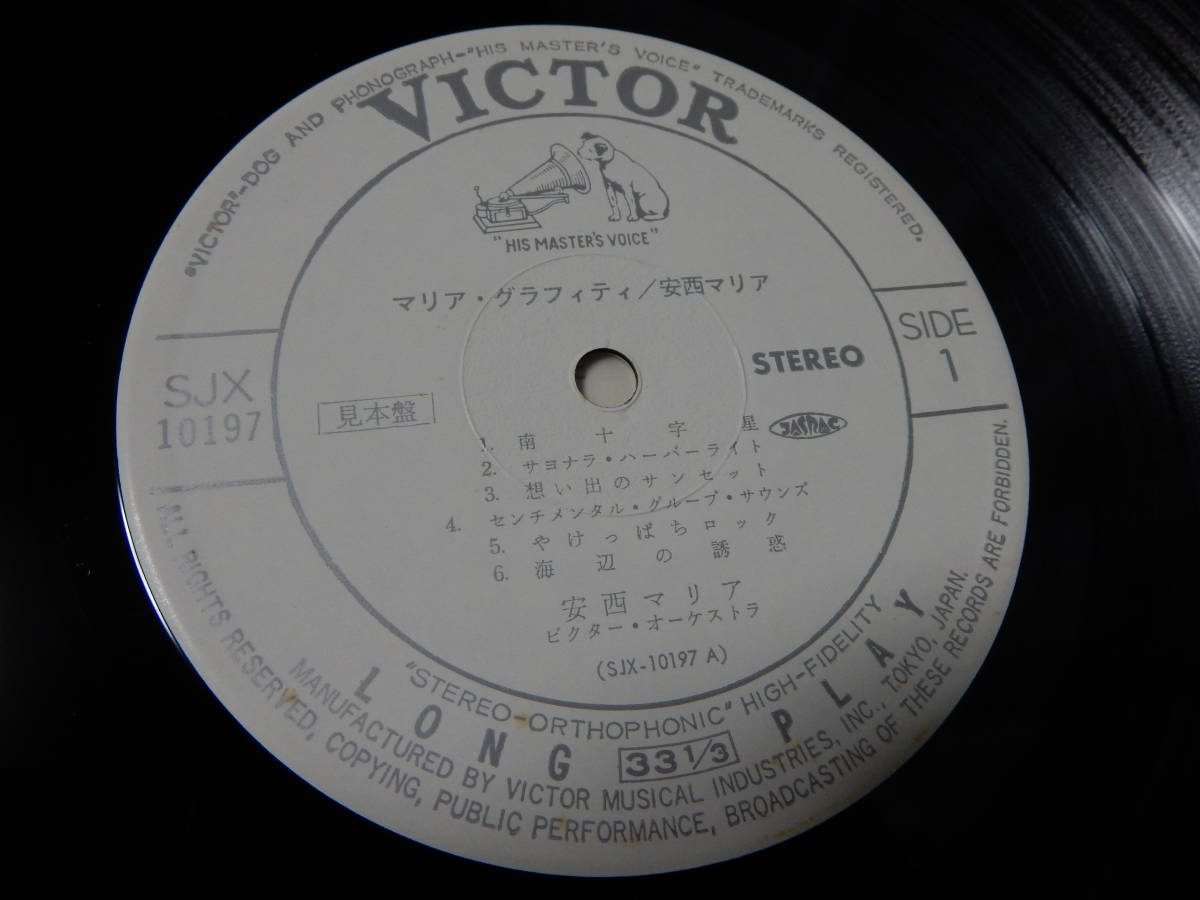 "VICTOR"-DOG AND PHONOGRAPH-"HIS MASTER'S VOICE" TRADEMARKS REGISTERED.
VICTOR
"HIS MASTER'S VOICE"
マリア・グラフィティ/安西マリア
SJX
10197
見本盤
STEREO
SIDE
1
JASRAC
1. 南十字星
2. サヨナラ・ハーバーライト
3. 想い出のサンセット
4. センチメンタル・グループ・サウンズ
5. やけっぱちロック
6. 海辺の誘惑
安西マリア
ビクター・オーケストラ
(SJX-10197 A)
"STEREO-ORTHOPHONIC" HIGH-FIDELITY
LONG 33 1/3 PLAY
MANUFACTURED BY VICTOR MUSICAL INDUSTRIES, INC., TOKYO, JAPAN.
ALL RIGHTS RESERVED, COPYING, PUBLIC PERFORMANCE, BROADCASTING OF THESE RECORDS ARE FORBIDDEN.